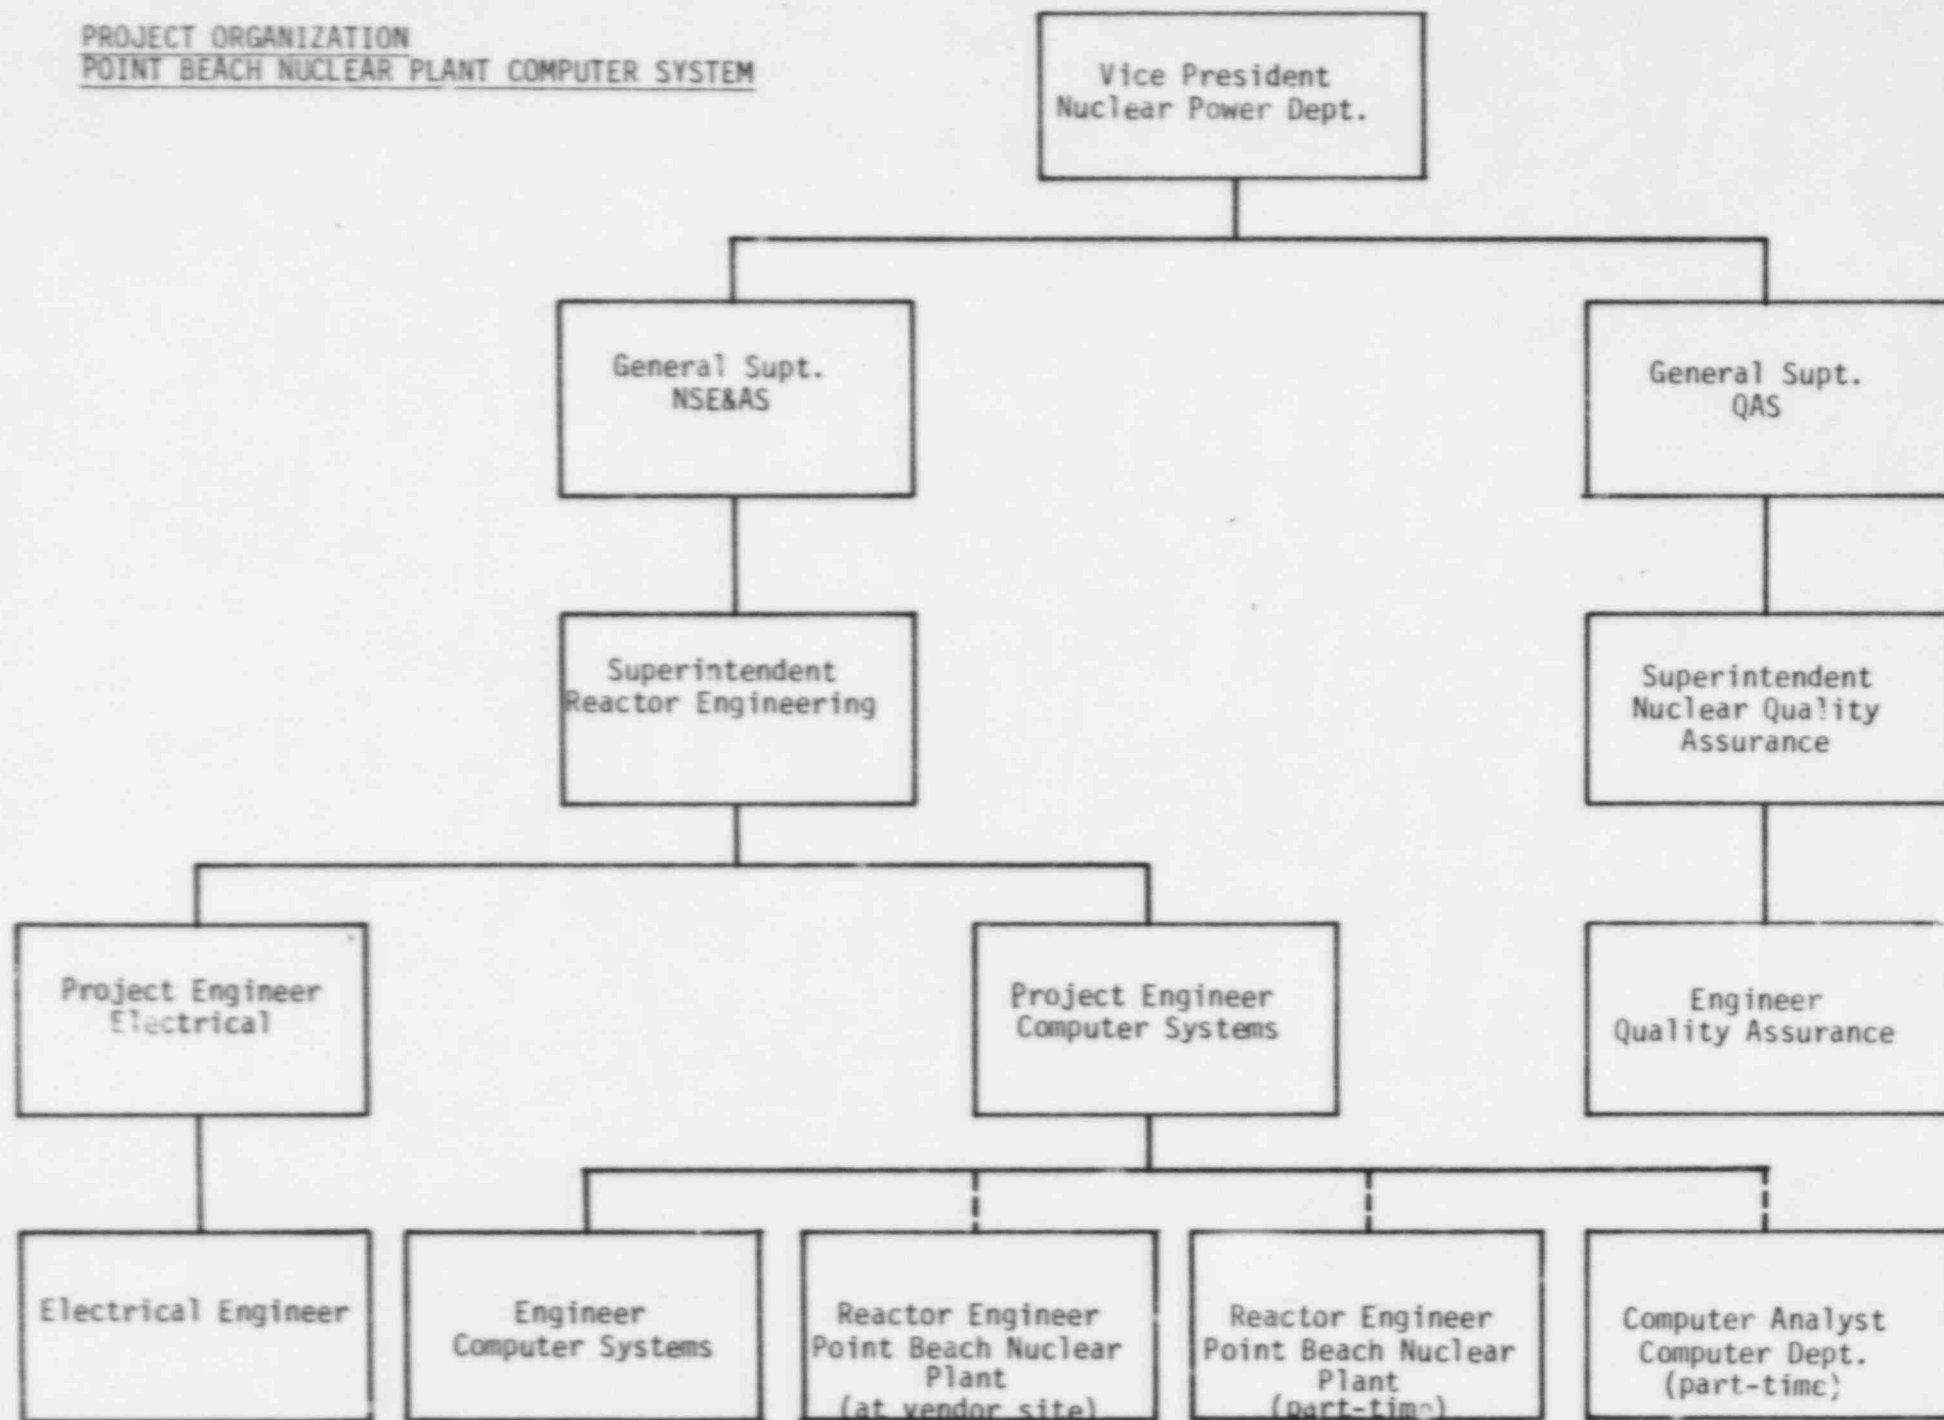 PROJECT ORGANIZATION
POINT BEACH NUCLEAR PLANT COMPUTER SYSTEM
Vice President
Nuclear Power Dept.
General Supt.
NSE&AS
General Supt.
QAS
Superintendent
Reactor Engineering
Superintendent
Nuclear Quality
Assurance
Project Engineer
Electrical
Project Engineer
Computer Systems
Engineer
Quality Assurance
Electrical Engineer
Engineer
Computer Systems
Reactor Engineer
Point Beach Nuclear
Plant
(at vendor site)
Reactor Engineer
Point Beach Nuclear
Plant
(part-time)
Computer Analyst
Computer Dept.
(part-time)